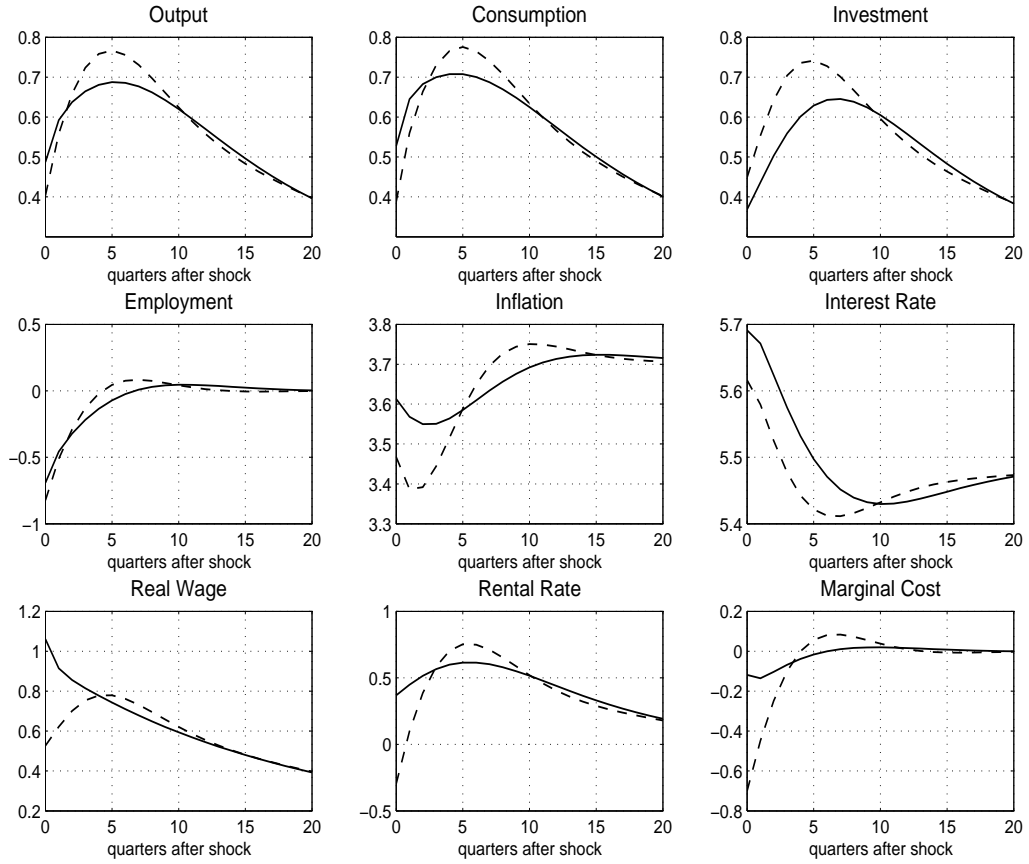 Output
0.8
0.7
0.6
0.5
0.4
0 5 10 15 20
quarters after shock
Consumption
0.8
0.7
0.6
0.5
0.4
0 5 10 15 20
quarters after shock
Investment
0.8
0.7
0.6
0.5
0.4
0 5 10 15 20
quarters after shock
Employment
0.5
0
−0.5
−1
0 5 10 15 20
quarters after shock
Inflation
3.8
3.7
3.6
3.5
3.4
3.3
0 5 10 15 20
quarters after shock
Interest Rate
5.7
5.6
5.5
5.4
0 5 10 15 20
quarters after shock
Real Wage
1.2
1
0.8
0.6
0.4
0.2
0 5 10 15 20
quarters after shock
Rental Rate
1
0.5
0
−0.5
0 5 10 15 20
quarters after shock
Marginal Cost
0.2
0
−0.2
−0.4
−0.6
−0.8
0 5 10 15 20
quarters after shock